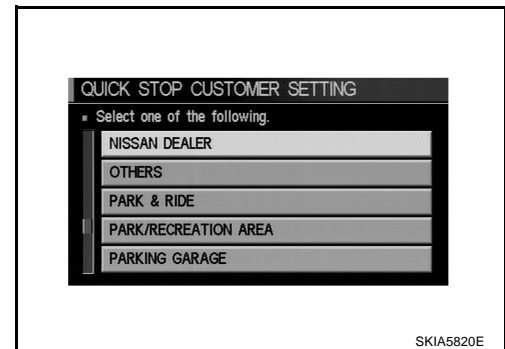 QUICK STOP CUSTOMER SETTING
Select one of the following.
NISSAN DEALER
OTHERS
PARK & RIDE
PARK/RECREATION AREA
PARKING GARAGE
SKIA5820E